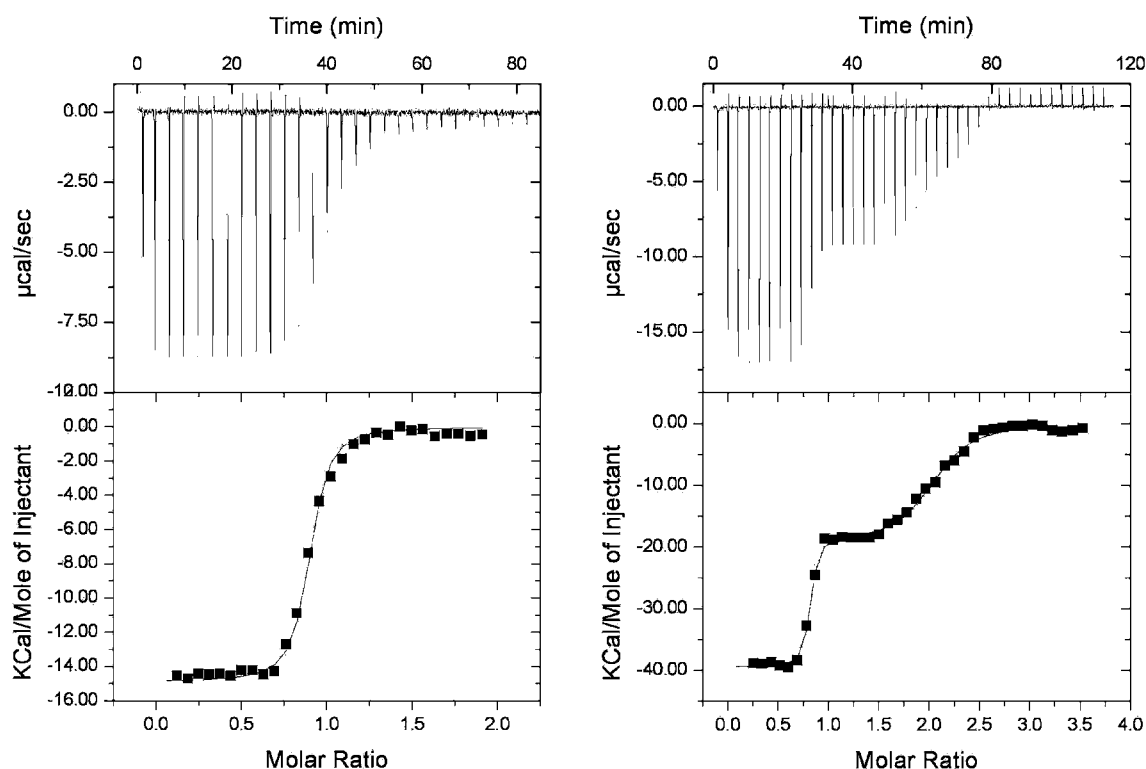 Time (min)
0 20 40 60 80
0.00
-2.50
-5.00
-7.50
-12.00
µcal/sec
0.00
-2.00
-4.00
-6.00
-8.00
-10.00
-12.00
-14.00
-16.00
KCal/Mole of Injectant
0.0 0.5 1.0 1.5 2.0
Molar Ratio
Time (min)
0 20 40 60 80 100 120
0.00
-5.00
-10.00
-15.00
µcal/sec
0.00
-10.00
-20.00
-30.00
-40.00
KCal/Mole of Injectant
0.0 0.5 1.0 1.5 2.0 2.5 3.0 3.5 4.0
Molar Ratio